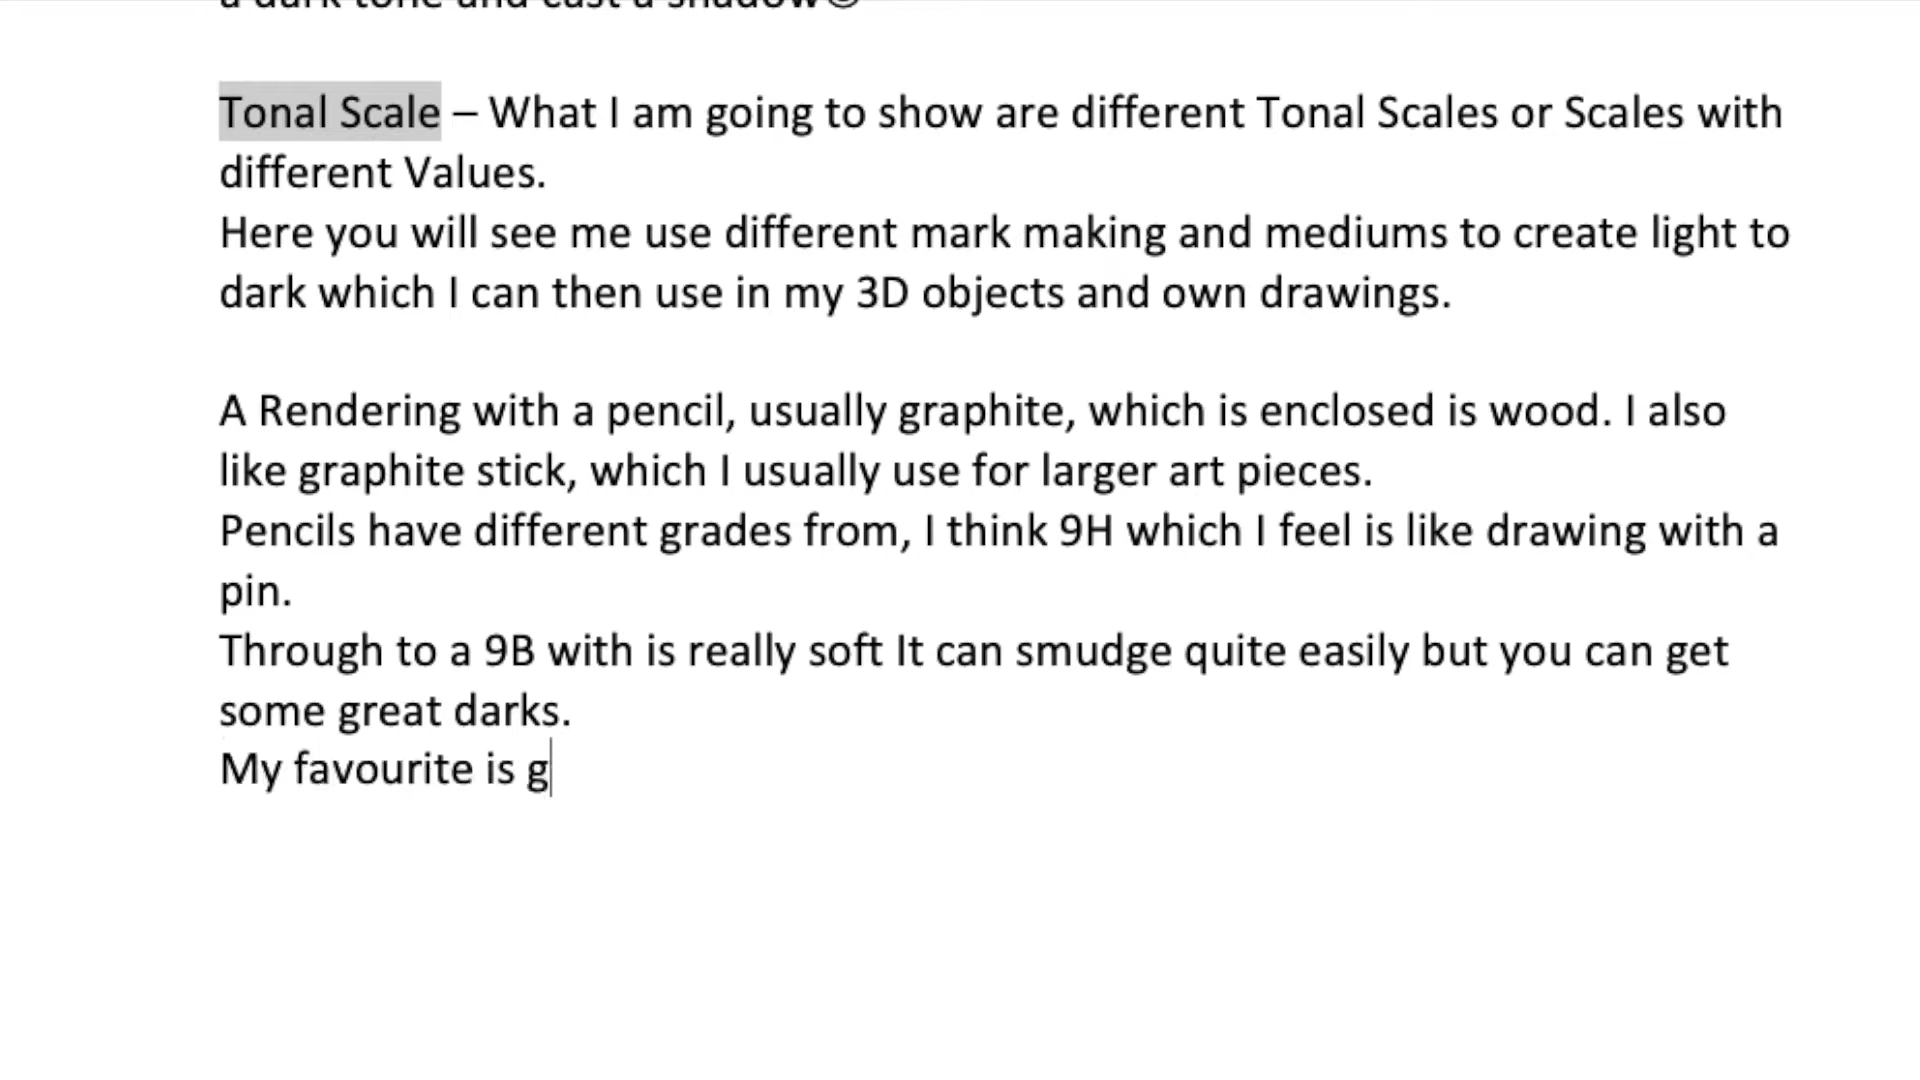 a dark tone and cast a shadow☺
Tonal Scale – What I am going to show are different Tonal Scales or Scales with
different Values.
Here you will see me use different mark making and mediums to create light to
dark which I can then use in my 3D objects and own drawings.
A Rendering with a pencil, usually graphite, which is enclosed is wood. I also
like graphite stick, which I usually use for larger art pieces.
Pencils have different grades from, I think 9H which I feel is like drawing with a
pin.
Through to a 9B with is really soft It can smudge quite easily but you can get
some great darks.
My favourite is g